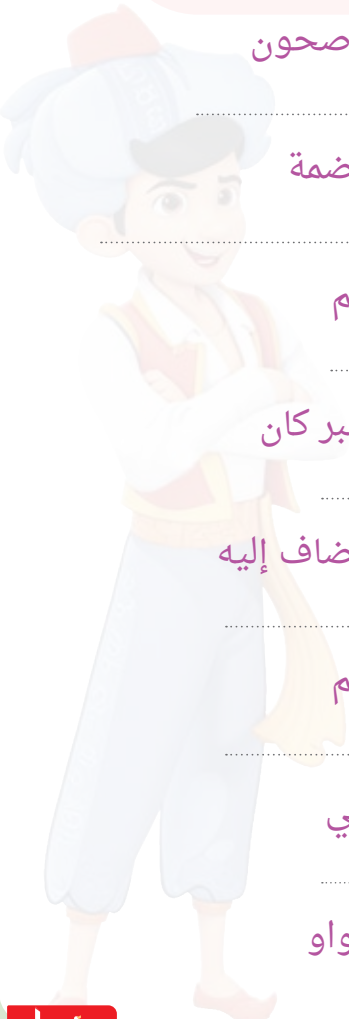 صحون
ضمة
م
بر كان
ضاف إليه
م
ي
واو